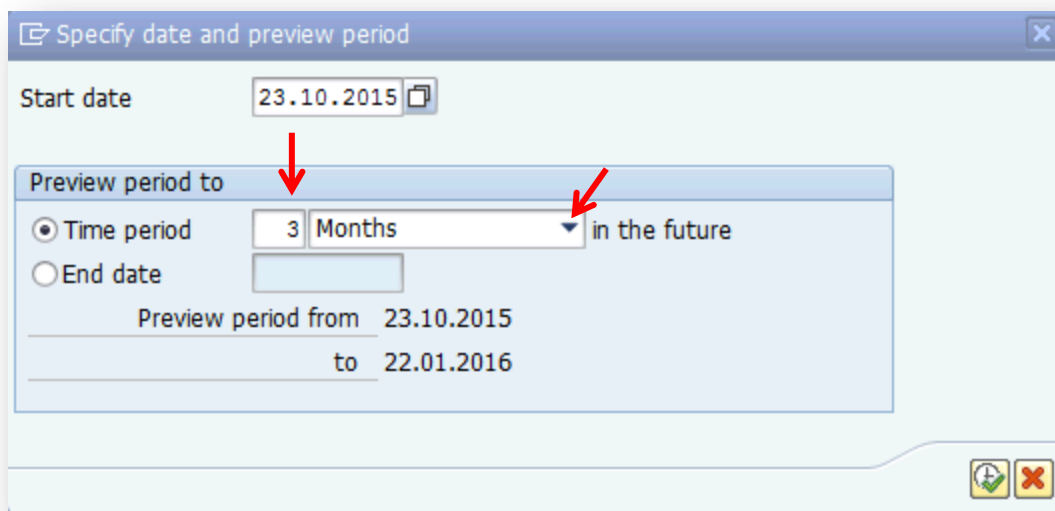 Specify date and preview period
Start date 23.10.2015
Preview period to
Time period 3 Months in the future
End date
Preview period from 23.10.2015
to 22.01.2016